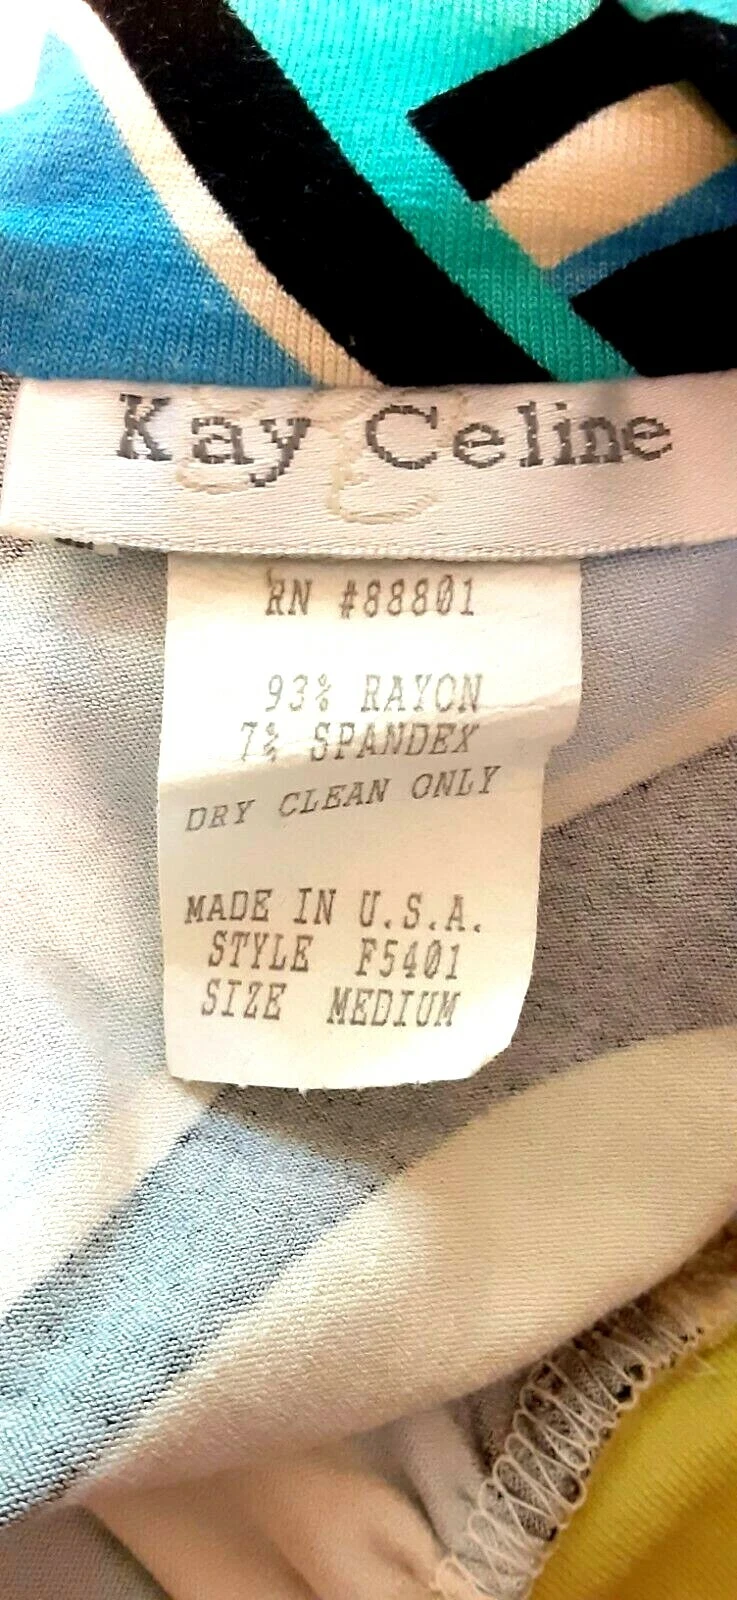 Kay Celine
RN #88801
93% RAYON
7% SPANDEX
DRY CLEAN ONLY
MADE IN U.S.A.
STYLE F5401
SIZE MEDIUM